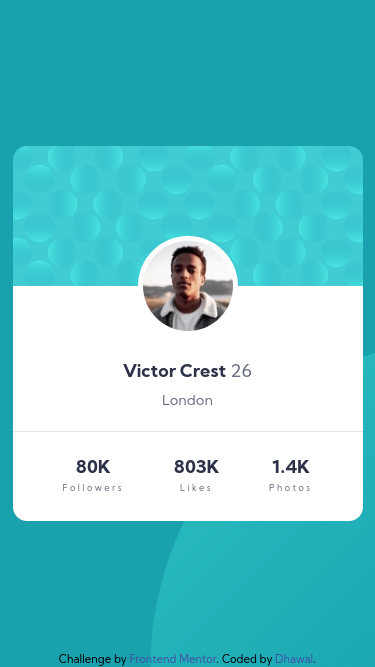 Victor Crest 26
London
80K 803K 1.4K
Followers Likes Photos
Challenge by Frontend Mentor. Coded by Dhawal.